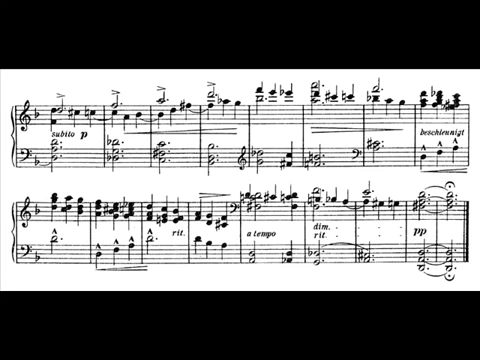 subito p
beschleunigt
rit.
a tempo
dim.
rit.
pp